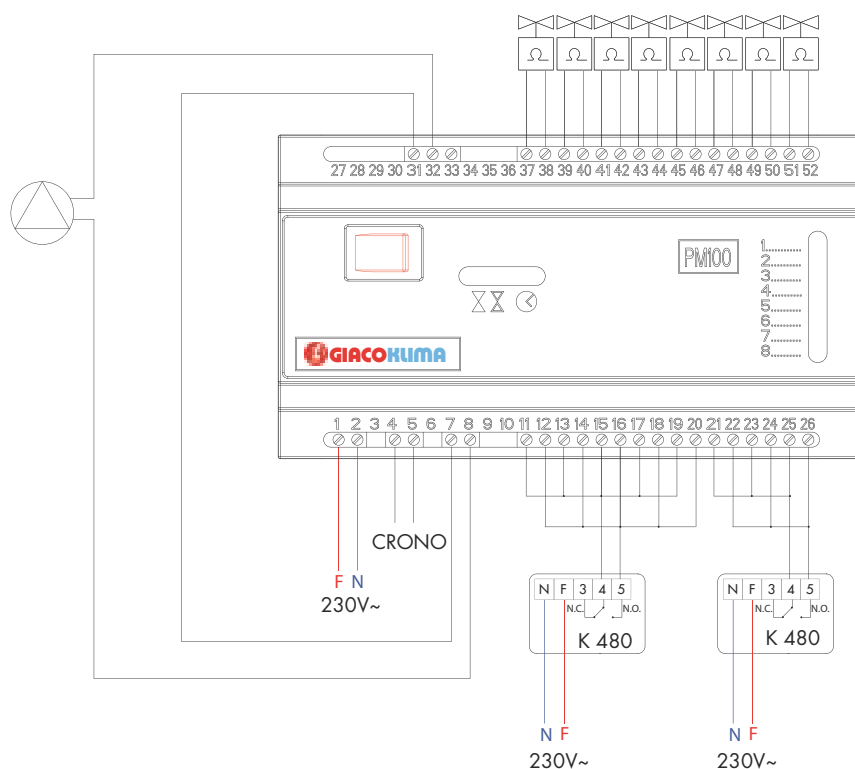 Ω Ω Ω Ω Ω Ω Ω Ω
27 28 29 30 31 32 33 34 35 36 37 38 39 40 41 42 43 44 45 46 47 48 49 50 51 52
PM100
1..........
2..........
3..........
4..........
5..........
6..........
7..........
8..........
GIACOKLIMA
1 2 3 4 5 6 7 8 9 10 11 12 13 14 15 16 17 18 19 20 21 22 23 24 25 26
CRONO
F N
230V~
N F 3 4 5
N.C. N.O.
K 480
N F 3 4 5
N.C. N.O.
K 480
N F
230V~
N F
230V~